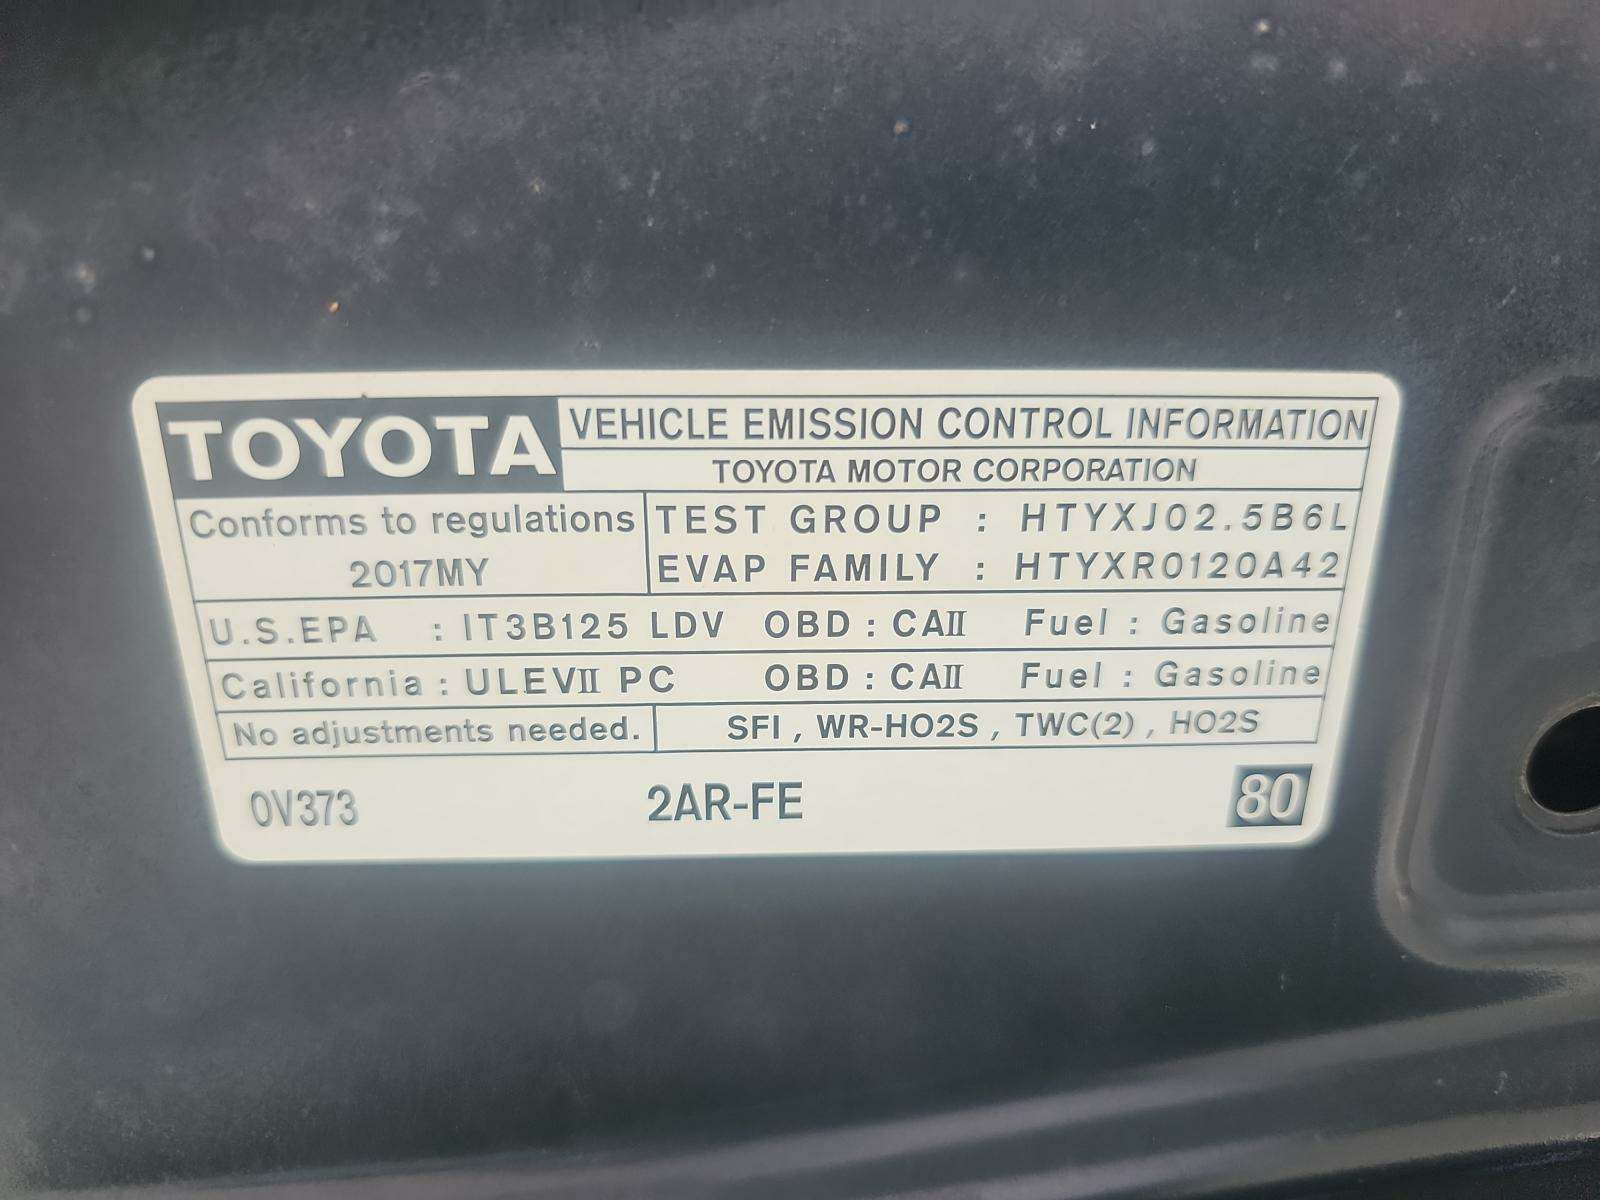 TOYOTA
VEHICLE EMISSION CONTROL INFORMATION
TOYOTA MOTOR CORPORATION
Conforms to regulations
2017MY
TEST GROUP : HTYXJ02.5B6L
EVAP FAMILY : HTYXR0120A42
U.S.EPA : IT3B125 LDV OBD : CAII Fuel : Gasoline
California : ULEVII PC OBD : CAII Fuel : Gasoline
No adjustments needed.
SFI , WR-HO2S , TWC(2) , HO2S
0V373
2AR-FE
80